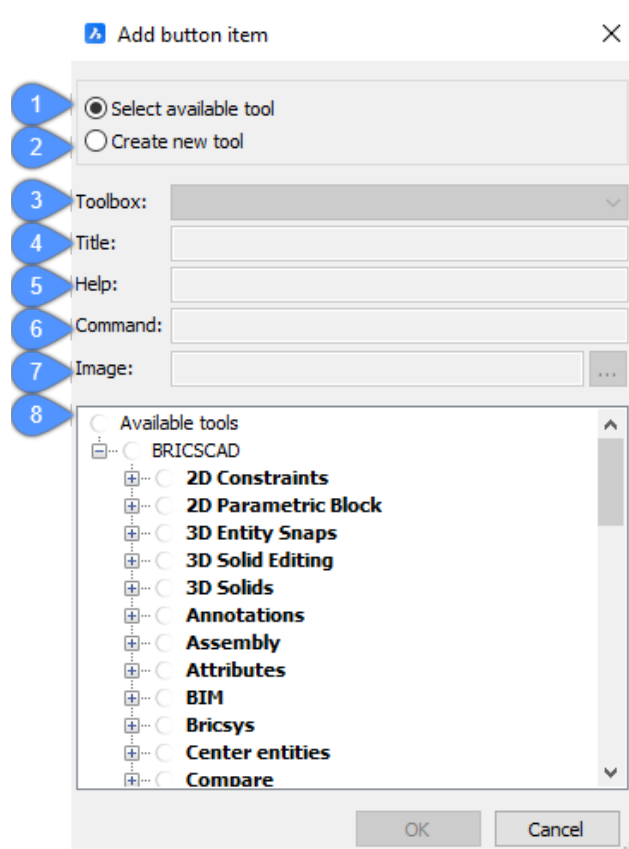 Add button item
1
Select available tool
2
Create new tool
3
Toolbox:
4
Title:
5
Help:
6
Command:
7
Image:
...
8
Available tools
BRICSCAD
2D Constraints
2D Parametric Block
3D Entity Snaps
3D Solid Editing
3D Solids
Annotations
Assembly
Attributes
BIM
Bricsys
Center entities
Compare
OK
Cancel